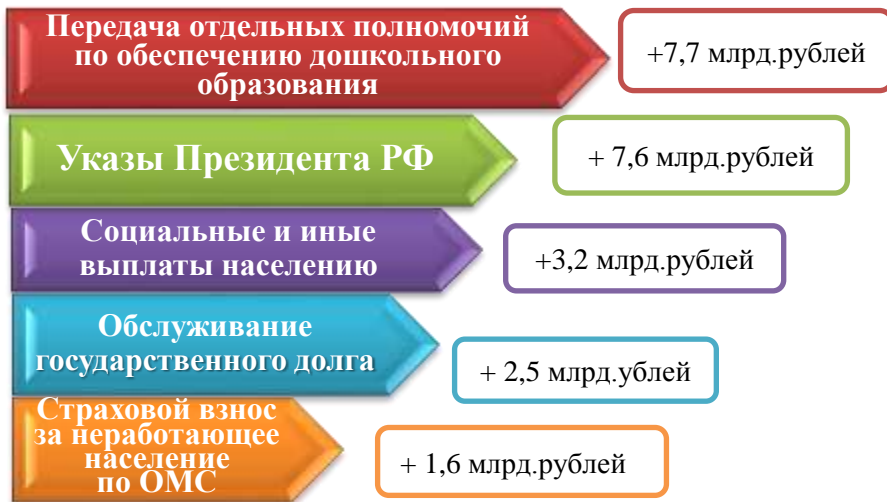 Передача отдельных полномочий
по обеспечению дошкольного
образования
+7,7 млрд.рублей
Указы Президента РФ
+ 7,6 млрд.рублей
Социальные и иные
выплаты населению
+3,2 млрд.рублей
Обслуживание
государственного долга
+ 2,5 млрд.ублей
Страховой взнос
за неработающее
население
по ОМС
+ 1,6 млрд.рублей